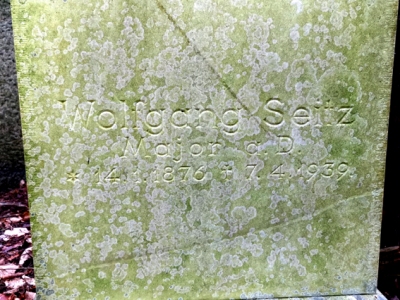 Wolfgang Seitz
Major a. D.
* 14. 1. 1876 † 7. 4. 1939.